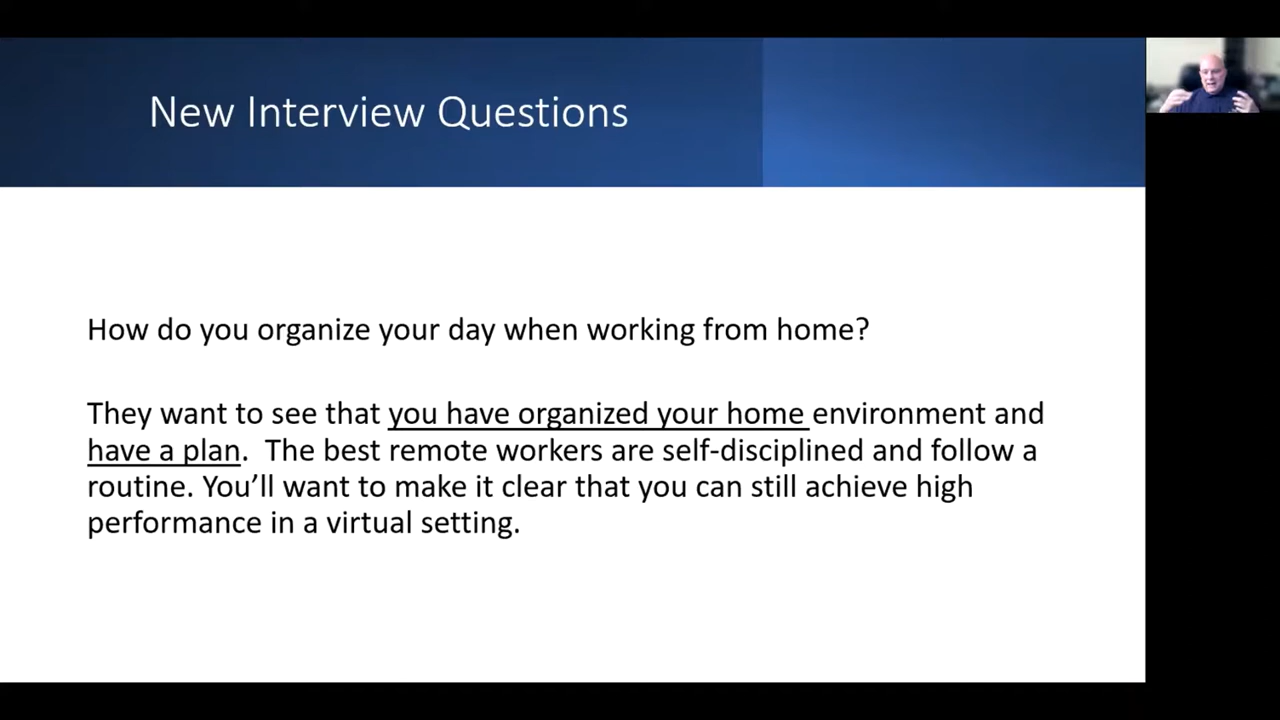 New Interview Questions
How do you organize your day when working from home?
They want to see that you have organized your home environment and
have a plan.  The best remote workers are self-disciplined and follow a
routine. You’ll want to make it clear that you can still achieve high
performance in a virtual setting.